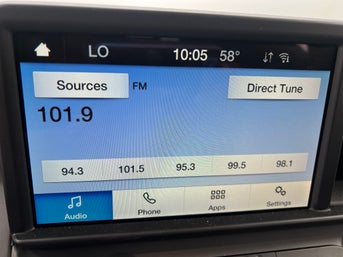 LO 10:05 58°
Sources FM Direct Tune
101.9
94.3 101.5 95.3 99.5 98.1
Audio Phone Apps Settings